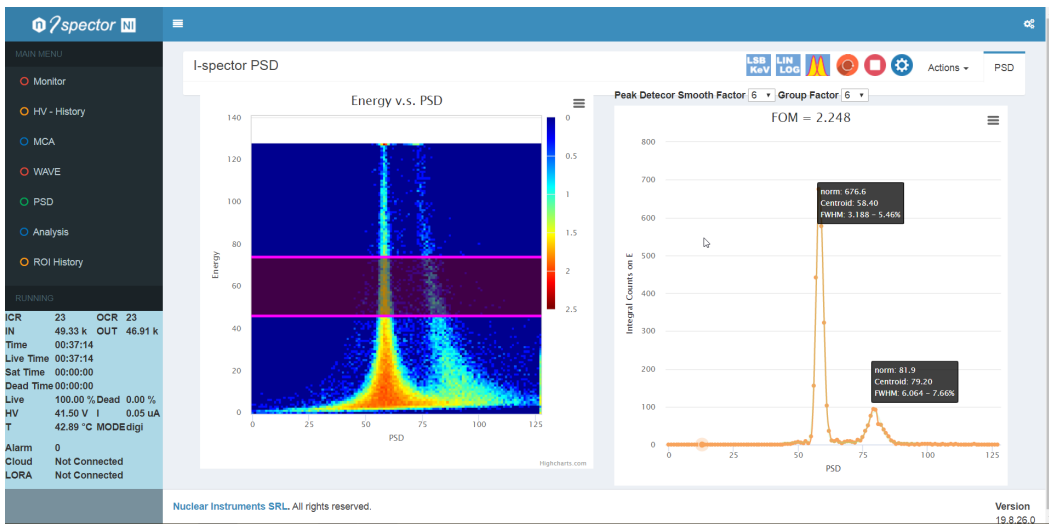 n ?spector NI
MAIN MENU
Monitor
HV - History
MCA
WAVE
PSD
Analysis
ROI History
RUNNING
ICR 23 OCR 23
IN 49.33 k OUT 46.91 k
Time 00:37:14
Live Time 00:37:14
Sat Time 00:00:00
Dead Time 00:00:00
Live 100.00 % Dead 0.00 %
HV 41.50 V I 0.05 uA
T 42.89 °C MODE digi
Alarm 0
Cloud Not Connected
LORA Not Connected
I-spector PSD
LSB KeV
LIN LOG
Actions
PSD
Energy v.s. PSD
140
120
100
80
60
40
20
0
Energy
0 25 50 75 100 125
PSD
0
0.5
1
1.5
2
2.5
Highcharts.com
Peak Detecor Smooth Factor 6 Group Factor 6
FOM = 2.248
800
700
600
500
400
300
200
100
0
Integral Counts on E
norm: 676.6
Centroid: 58.40
FWHM: 3.188 - 5.46%
norm: 81.9
Centroid: 79.20
FWHM: 6.064 - 7.66%
0 25 50 75 100 125
PSD
Nuclear Instruments SRL. All rights reserved.
Version
19.8.26.0